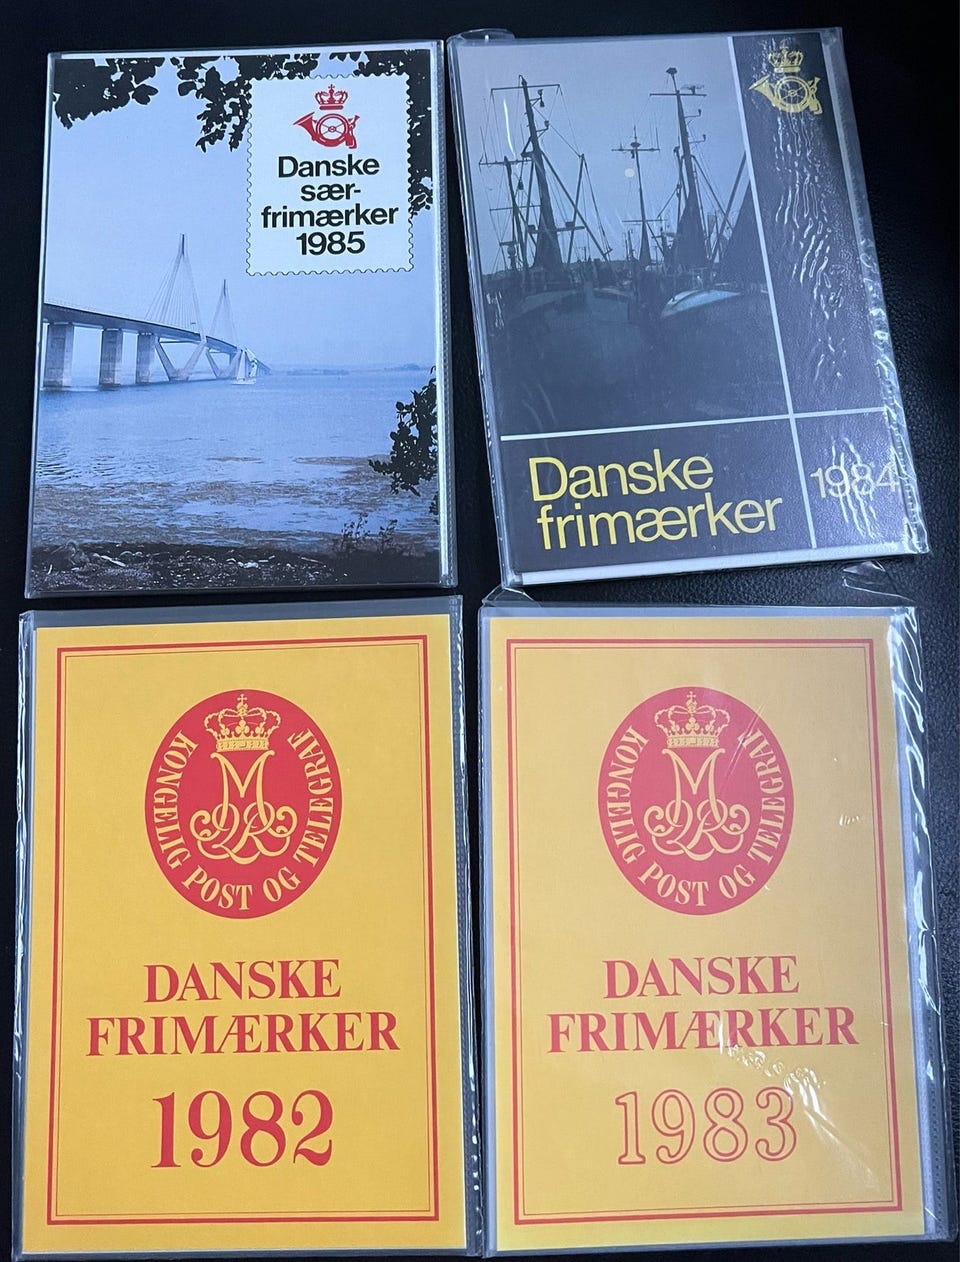 Danske
sær-
frimærker
1985
Danske
frimærker
1984
KONGELIG POST OG TELEGRAF
DANSKE
FRIMÆRKER
1982
KONGELIG POST OG TELEGRAF
DANSKE
FRIMÆRKER
1983